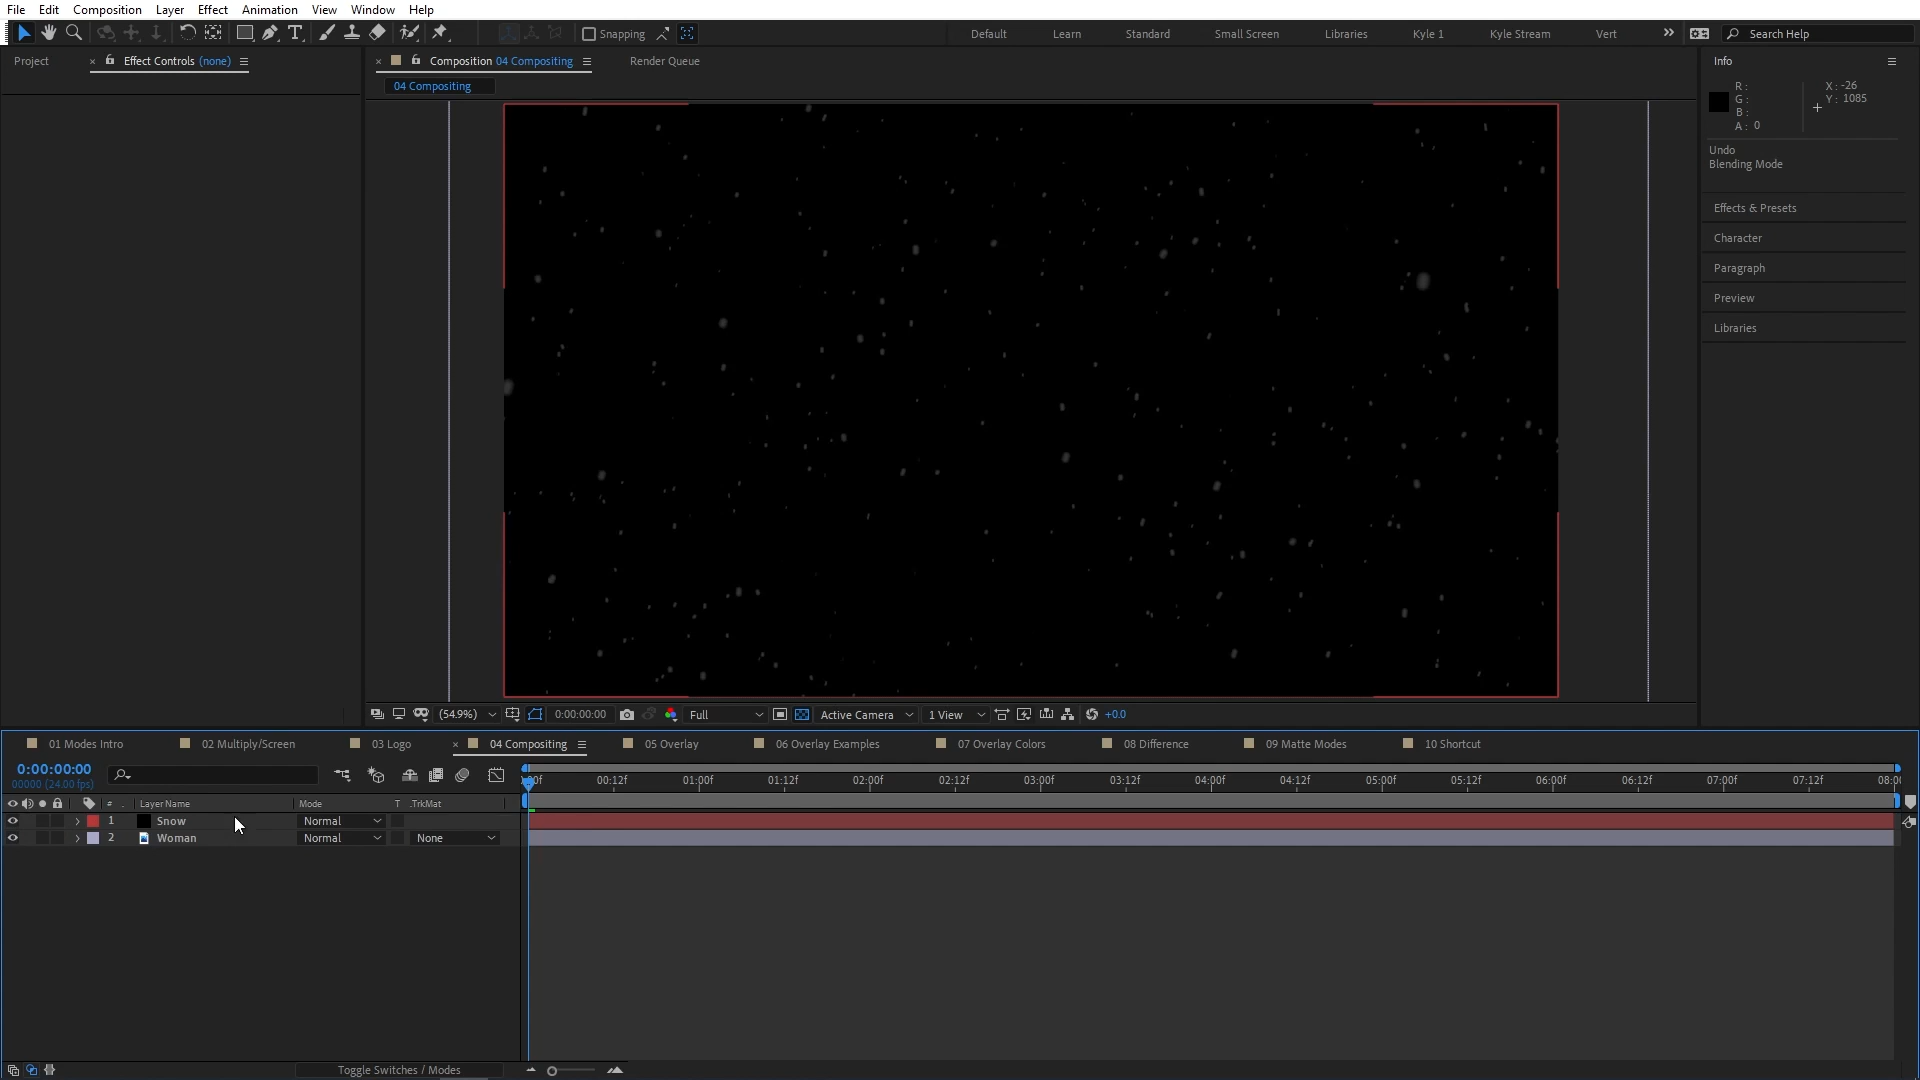 File Edit Composition Layer Effect Animation View Window Help
Snapping Default Learn Standard Small Screen Libraries Kyle 1 Kyle Stream Vert » Search Help
Project × Effect Controls (none) × Composition 04 Compositing Render Queue Info
04 Compositing
R: X: -26
G: Y: 1085
B:
A: 0
Undo
Blending Mode
Effects & Presets
Character
Paragraph
Preview
Libraries
(54.9%) 0:00:00:00 Full Active Camera 1 View +0.0
01 Modes Intro 02 Multiply/Screen 03 Logo × 04 Compositing 05 Overlay 06 Overlay Examples 07 Overlay Colors 08 Difference 09 Matte Modes 10 Shortcut
0:00:00:00
00000 (24.00 fps)
00:12f 01:00f 01:12f 02:00f 02:12f 03:00f 03:12f 04:00f 04:12f 05:00f 05:12f 06:00f 06:12f 07:00f 07:12f
# Layer Name Mode T .TrkMat
1 Snow Normal
2 Woman Normal None
Toggle Switches / Modes